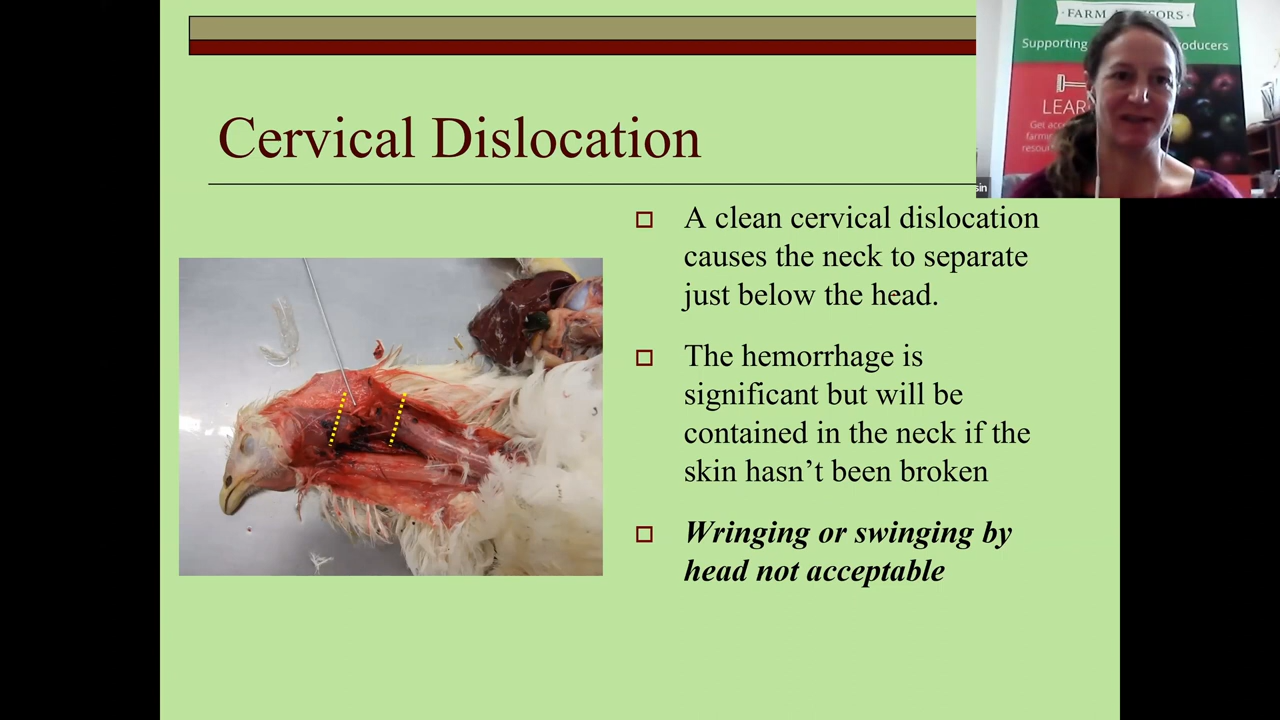 FARM
Supporting
Cervical Dislocation
A clean cervical dislocation
causes the neck to separate
just below the head.
The hemorrhage is
significant but will be
contained in the neck if the
skin hasn't been broken
Wringing or swinging by
head not acceptable